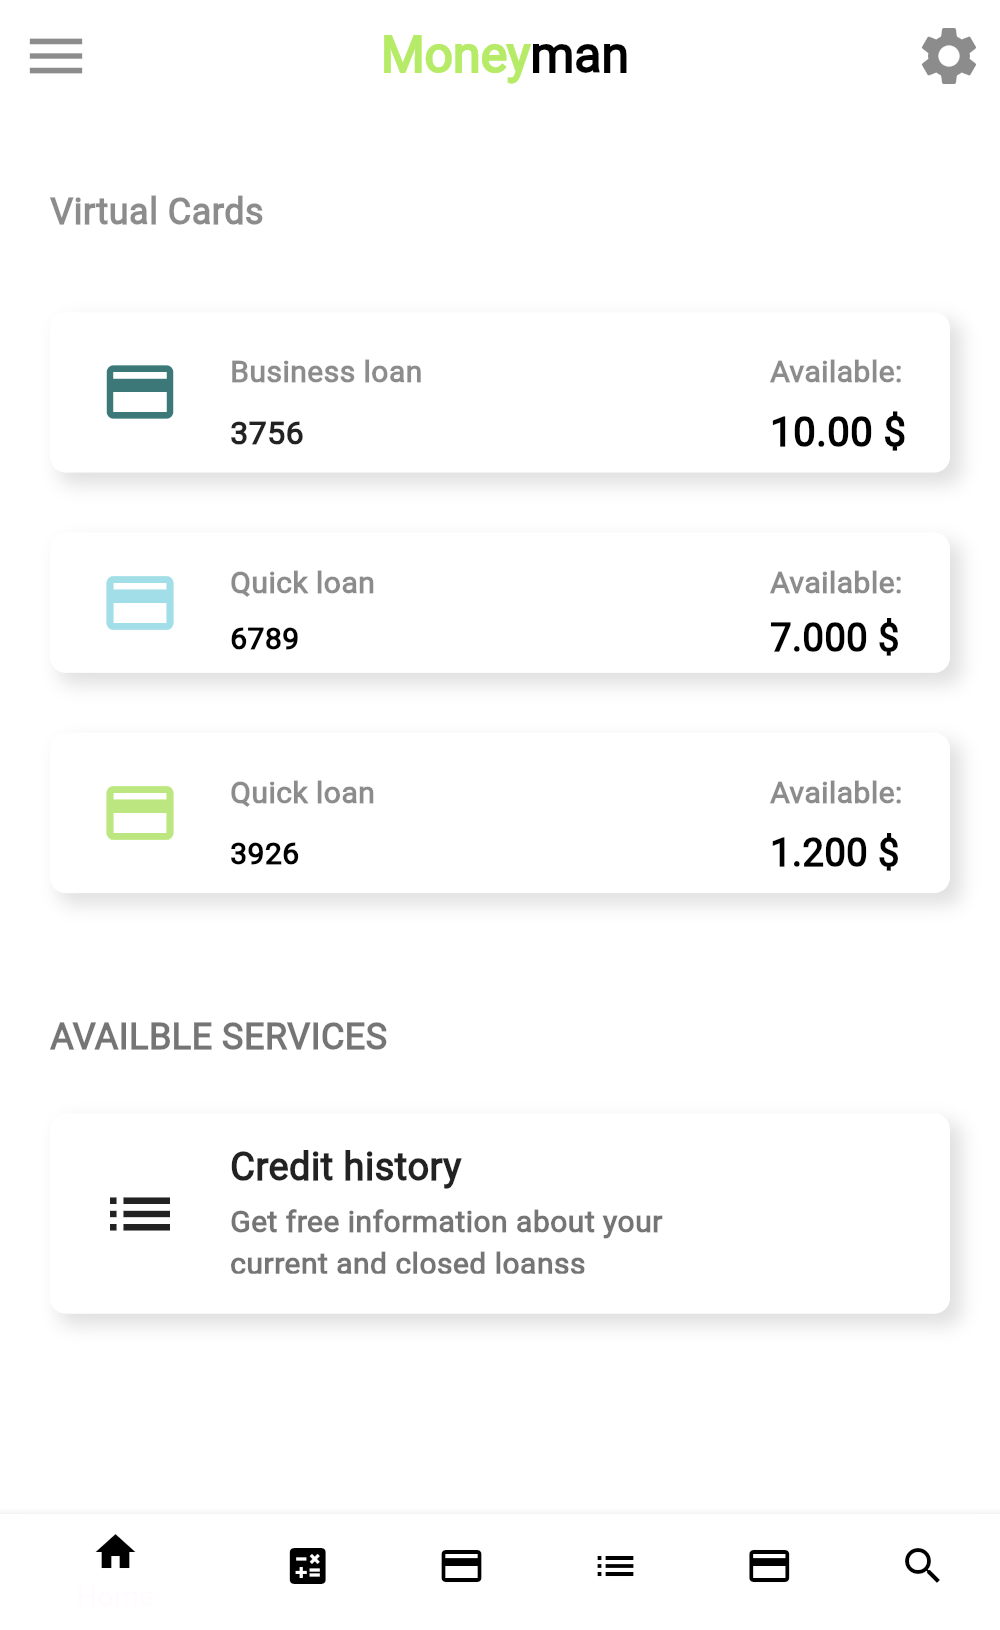 Moneyman
Virtual Cards
Business loan
Available:
3756
10.00 $
Quick loan
Available:
6789
7.000 $
Quick loan
Available:
3926
1.200 $
AVAILBLE SERVICES
Credit history
Get free information about your
current and closed loanss
Home